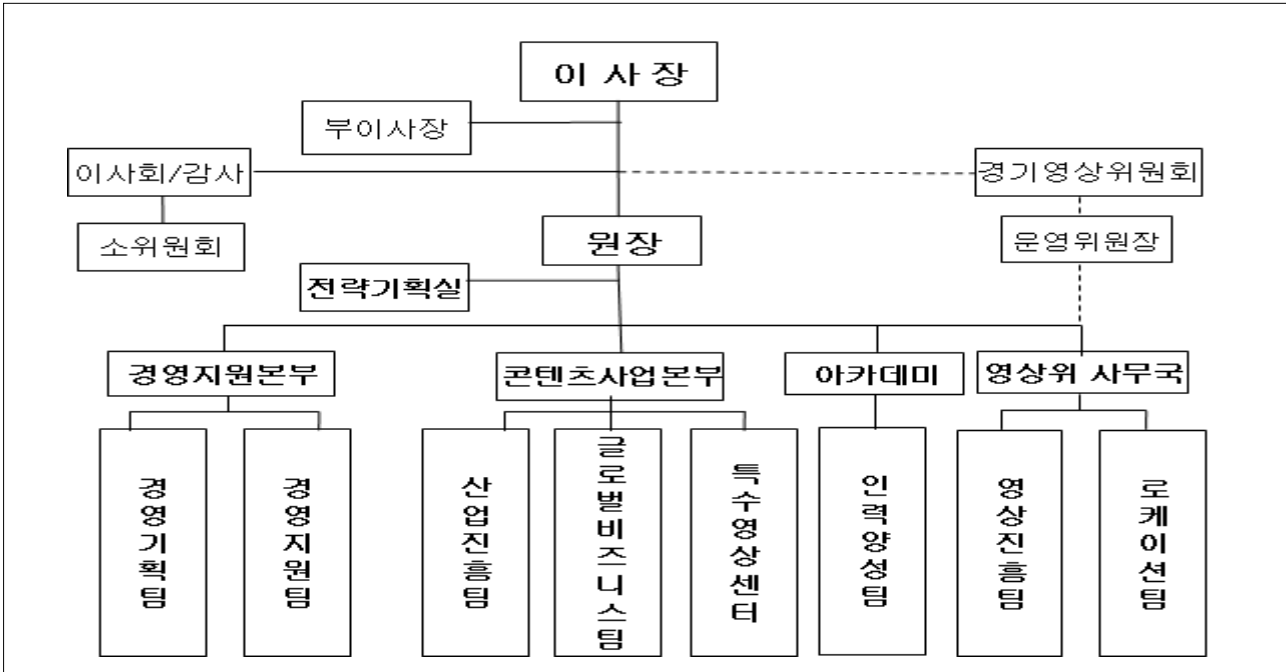 이 사 장
부이사장
이사회/감사
경기영상위원회
소위원회
원장
운영위원장
전략기획실
경영지원본부
콘텐츠사업본부
아카데미
영상위 사무국
경영기획팀
경영지원팀
산업진흥팀
글로벌비즈니스팀
특수영상센터
인력양성팀
영상진흥팀
로케이션팀